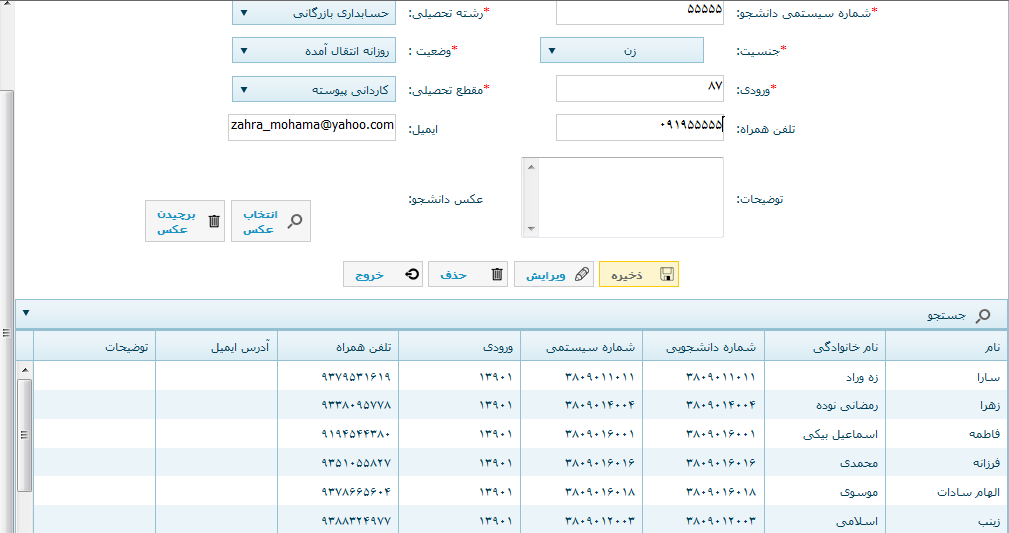 *شماره سیستمی دانشجو: ۵۵۵۵۵ *رشته تحصیلی: حسابداری بازرگانی
*جنسیت: زن *وضعیت : روزانه انتقال آمده
*ورودی: ۸۷ *مقطع تحصیلی: کاردانی پیوسته
تلفن همراه: ۰۹۱۹۵۵۵۵۵ ایمیل: zahra_mohama@yahoo.com
توضیحات: عکس دانشجو: انتخاب عکس برچیدن عکس
ذخیره ویرایش حذف خروج
جستجو
نام نام خانوادگی شماره دانشجویی شماره سیستمی ورودی تلفن همراه آدرس ایمیل توضیحات
سارا زه وراد ۳۸۰۹۰۱۱۰۱۱ ۳۸۰۹۰۱۱۰۱۱ ۱۳۹۰۱ ۹۳۷۹۵۳۱۶۱۹
زهرا رمضانی نوده ۳۸۰۹۰۱۴۰۰۴ ۳۸۰۹۰۱۴۰۰۴ ۱۳۹۰۱ ۹۳۳۸۰۹۵۷۷۸
فاطمه اسماعیل بیکی ۳۸۰۹۰۱۶۰۰۱ ۳۸۰۹۰۱۶۰۰۱ ۱۳۹۰۱ ۹۱۹۴۵۴۴۳۸۰
فرزانه محمدی ۳۸۰۹۰۱۶۰۱۶ ۳۸۰۹۰۱۶۰۱۶ ۱۳۹۰۱ ۹۳۵۱۰۵۵۸۲۷
الهام سادات موسوی ۳۸۰۹۰۱۶۰۱۸ ۳۸۰۹۰۱۶۰۱۸ ۱۳۹۰۱ ۹۳۷۸۶۶۵۶۰۴
زینب اسلامی ۳۸۰۹۰۱۲۰۰۳ ۳۸۰۹۰۱۲۰۰۳ ۱۳۹۰۱ ۹۳۸۸۳۲۴۹۷۷